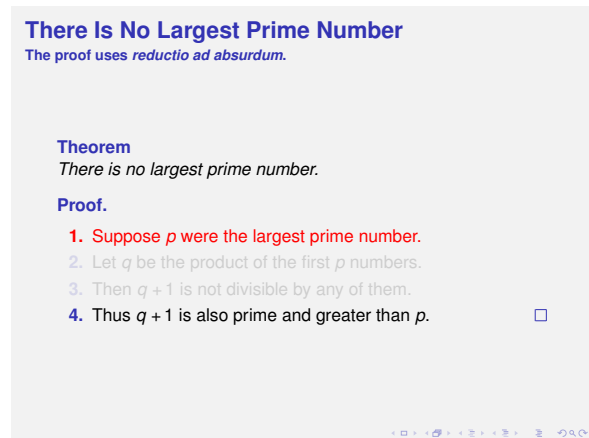 There Is No Largest Prime Number
The proof uses reductio ad absurdum.
Theorem
There is no largest prime number.
Proof.
1. Suppose p were the largest prime number.
2. Let q be the product of the first p numbers.
3. Then q + 1 is not divisible by any of them.
4. Thus q + 1 is also prime and greater than p.